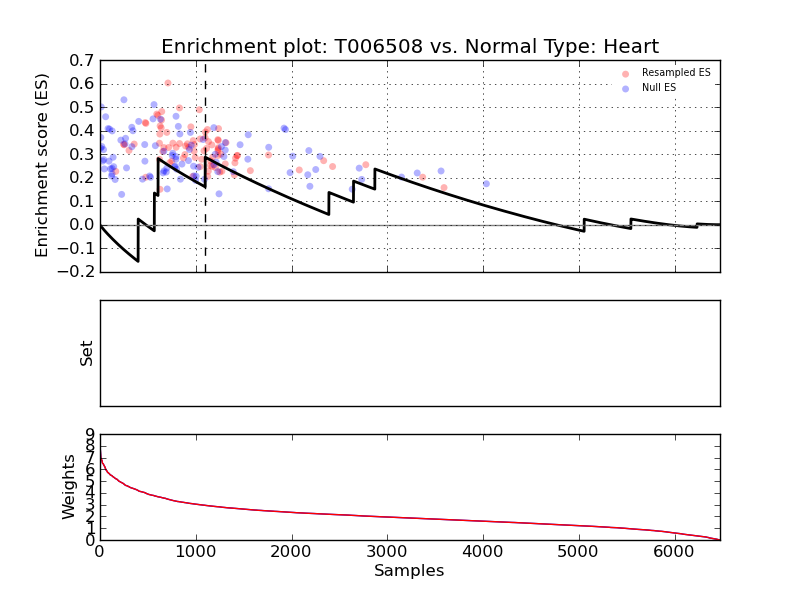 Enrichment plot: T006508 vs. Normal Type: Heart
Enrichment score (ES)
0.7
0.6
0.5
0.4
0.3
0.2
0.1
0.0
−0.1
−0.2
Resampled ES
Null ES
Set
Weights
9
8
7
6
5
4
3
2
1
0
0 1000 2000 3000 4000 5000 6000
Samples